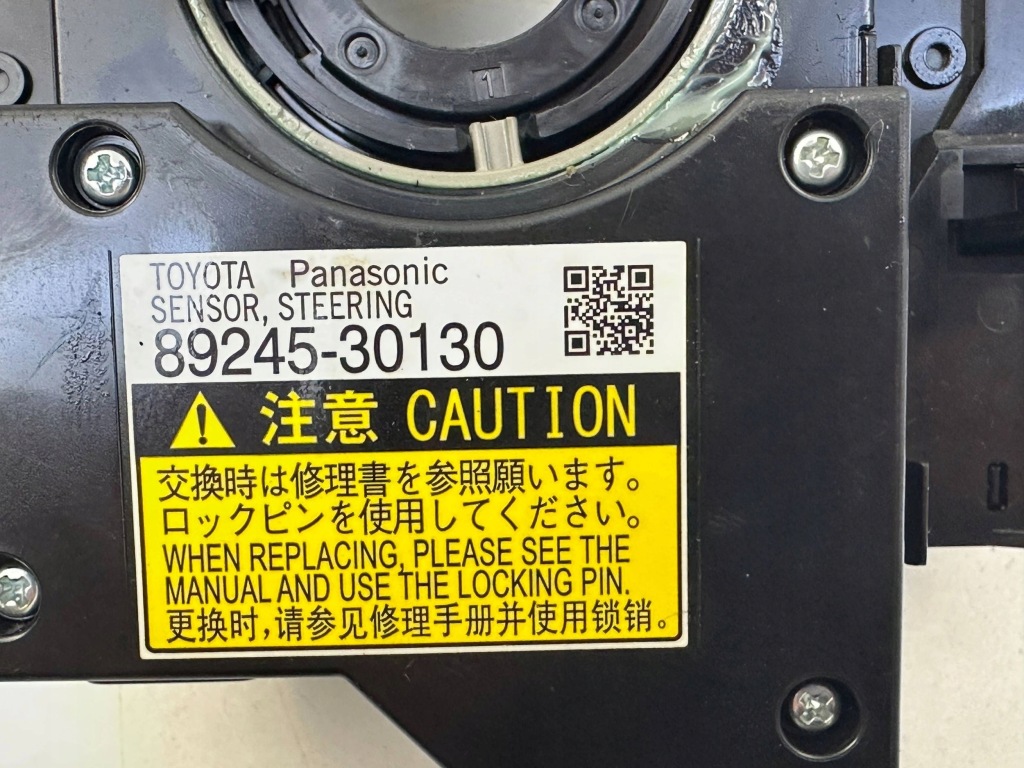 1
TOYOTA Panasonic
SENSOR, STEERING
89245-30130
注意 CAUTION
交換時は修理書を参照願います。
ロックピンを使用してください。
WHEN REPLACING, PLEASE SEE THE
MANUAL AND USE THE LOCKING PIN.
更换时,请参见修理手册并使用锁销。